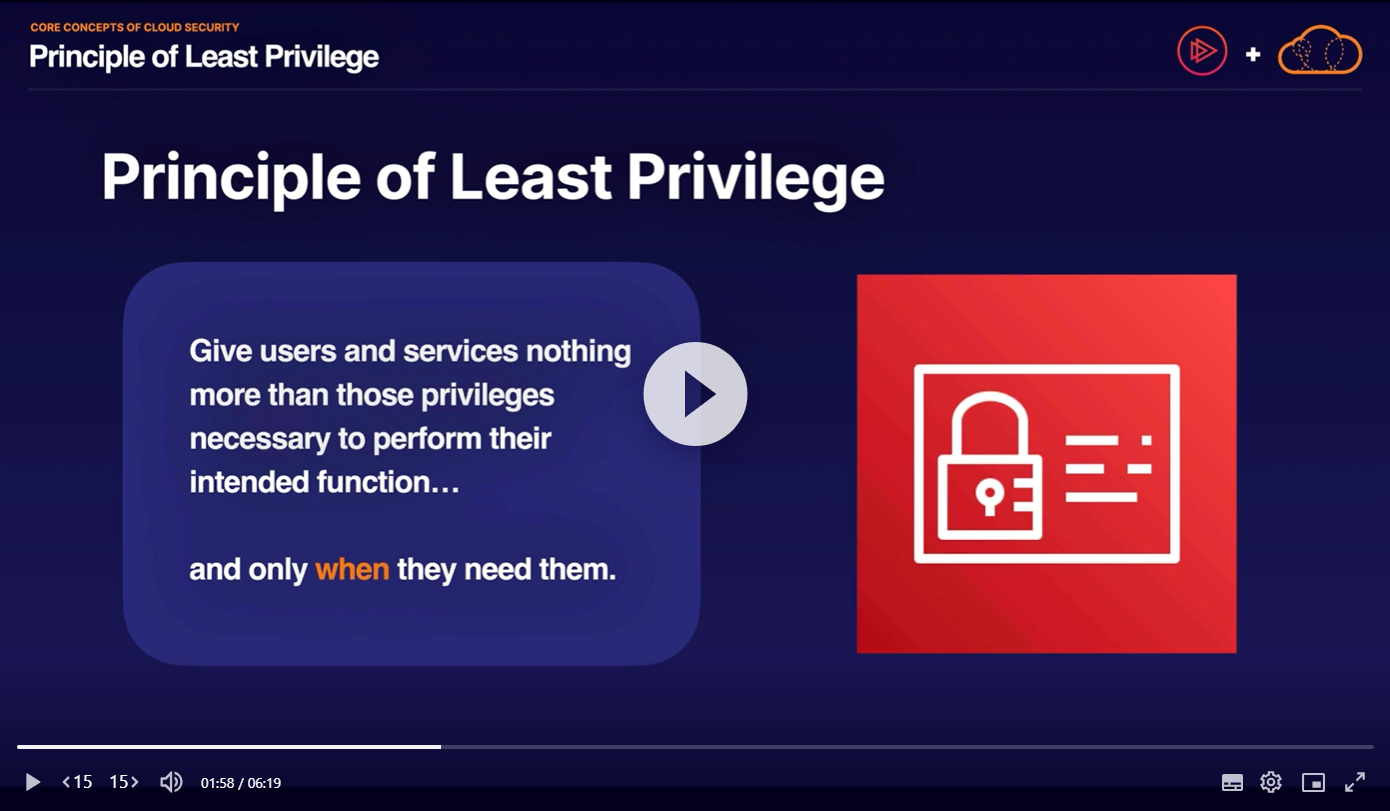 CORE CONCEPTS OF CLOUD SECURITY
Principle of Least Privilege
+
Principle of Least Privilege
Give users and services nothing
more than those privileges
necessary to perform their
intended function...
and only when they need them.
15 15 01:58 / 06:19